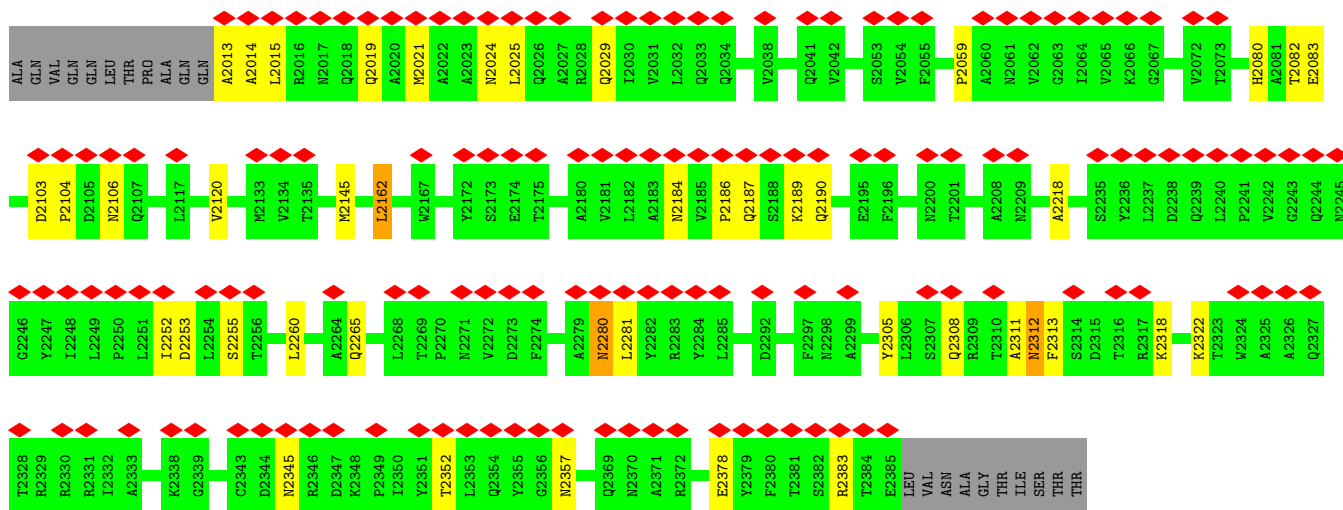 ALA GLN VAL GLN GLN LEU THR PRO ALA GLN GLN A2013 A2014 L2015 R2016 N2017 Q2018 Q2019 A2020 M2021 A2022 A2023 N2024 L2025 Q2026 A2027 R2028 Q2029 I2030 V2031 L2032 Q2033 Q2034 V2038 Q2041 V2042 S2053 V2054 F2055 P2059 A2060 N2061 V2062 G2063 I2064 V2065 K2066 G2067 V2072 T2073 H2080 A2081 T2082 E2083
D2103 P2104 D2105 N2106 Q2107 L2117 V2120 M2133 V2134 T2135 M2145 L2162 W2167 Y2172 S2173 E2174 T2175 A2180 V2181 L2182 A2183 N2184 V2185 P2186 Q2187 S2188 K2189 Q2190 E2195 F2196 N2200 T2201 A2208 N2209 A2218 S2235 Y2236 L2237 D2238 Q2239 L2240 P2241 V2242 G2243 Q2244 N2245
G2246 Y2247 I2248 L2249 P2250 L2251 I2252 D2253 L2254 S2255 T2256 L2260 A2264 Q2265 L2268 T2269 P2270 N2271 V2272 D2273 F2274 A2279 N2280 L2281 Y2282 R2283 Y2284 L2285 D2292 F2297 N2298 A2299 Y2305 L2306 S2307 Q2308 R2309 T2310 A2311 N2312 F2313 S2314 D2315 T2316 R2317 K2318 K2322 T2323 W2324 A2325 A2326 Q2327
T2328 R2329 R2330 R2331 I2332 A2333 K2338 G2339 C2343 D2344 N2345 R2346 D2347 K2348 P2349 I2350 Y2351 T2352 L2353 Q2354 Y2355 G2356 N2357 Q2369 N2370 A2371 R2372 E2378 Y2379 F2380 T2381 S2382 R2383 T2384 E2385 LEU VAL ASN ALA GLY THR ILE SER THR THR